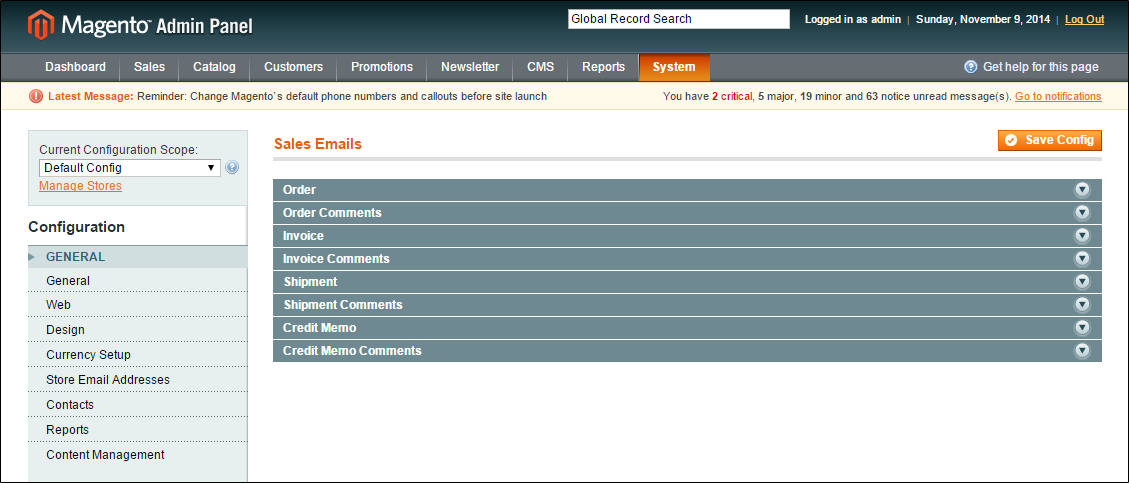 Magento™ Admin Panel
Global Record Search
Logged in as admin | Sunday, November 9, 2014 | Log Out
Dashboard Sales Catalog Customers Promotions Newsletter CMS Reports System Get help for this page
Latest Message: Reminder: Change Magento`s default phone numbers and callouts before site launch You have 2 critical, 5 major, 19 minor and 63 notice unread message(s). Go to notifications
Current Configuration Scope:
Default Config
Manage Stores
Configuration
GENERAL
General
Web
Design
Currency Setup
Store Email Addresses
Contacts
Reports
Content Management
Sales Emails
Save Config
Order
Order Comments
Invoice
Invoice Comments
Shipment
Shipment Comments
Credit Memo
Credit Memo Comments